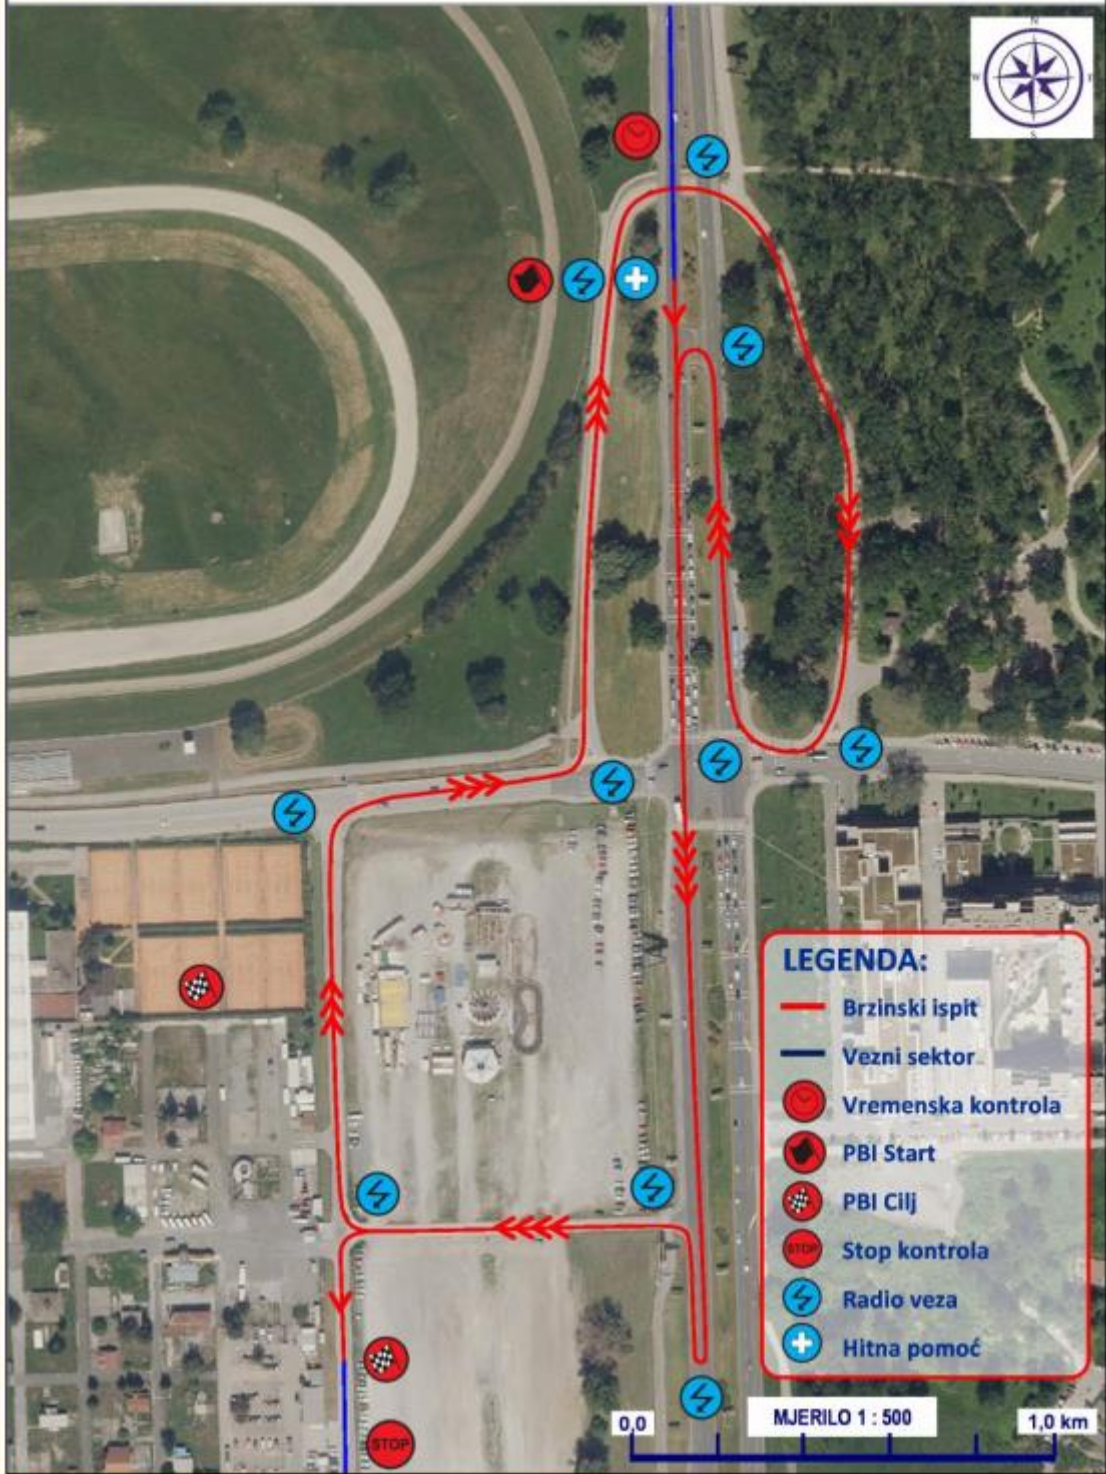 N
W
S
STOP
LEGENDA:
Brzinski ispit
Vezni sektor
Vremenska kontrola
PBI Start
PBI Cilj
STOP Stop kontrola
Radio veza
Hitna pomoć
0,0 MJERILO 1 : 500 1,0 km